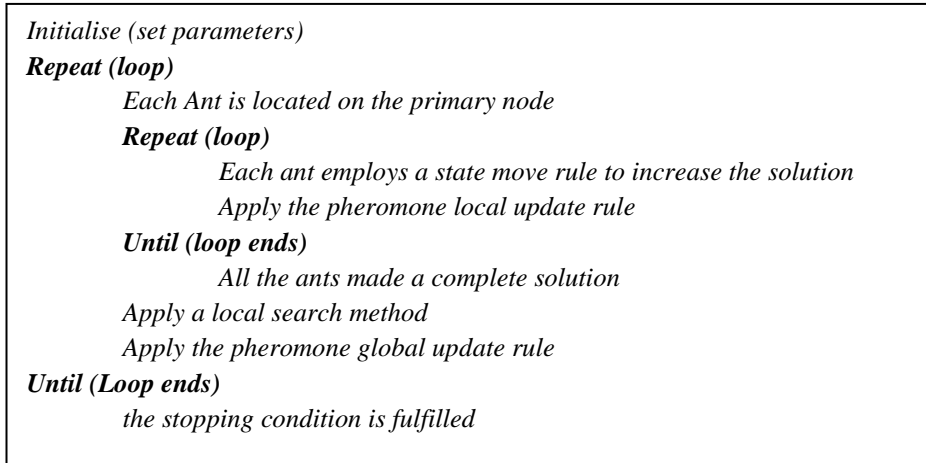 Initialise (set parameters)
Repeat (loop)
Each Ant is located on the primary node
Repeat (loop)
Each ant employs a state move rule to increase the solution
Apply the pheromone local update rule
Until (loop ends)
All the ants made a complete solution
Apply a local search method
Apply the pheromone global update rule
Until (Loop ends)
the stopping condition is fulfilled